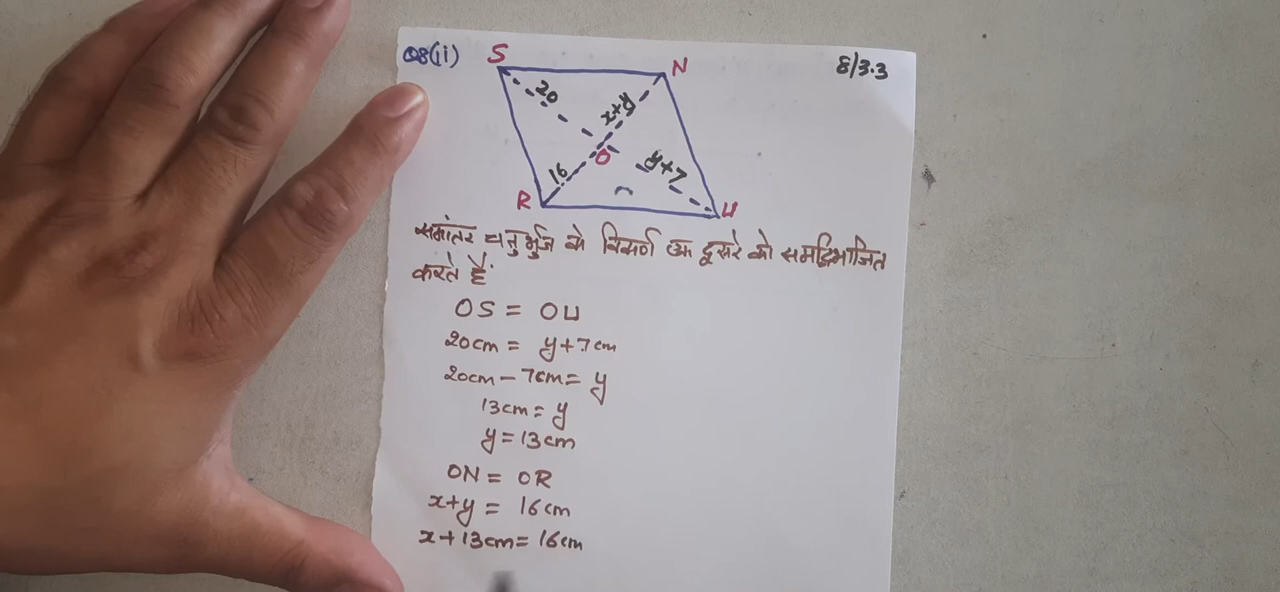 Q8(ii)
8/3.3
S
N
20
x+y
O
16
y+7
R
U
समांतर चतुर्भुज के विकर्ण एक दूसरे को समद्विभाजित
करते हैं
OS = OU
20cm = y+7cm
20cm – 7cm = y
13cm = y
y = 13cm
ON = OR
x+y = 16cm
x+13cm = 16cm